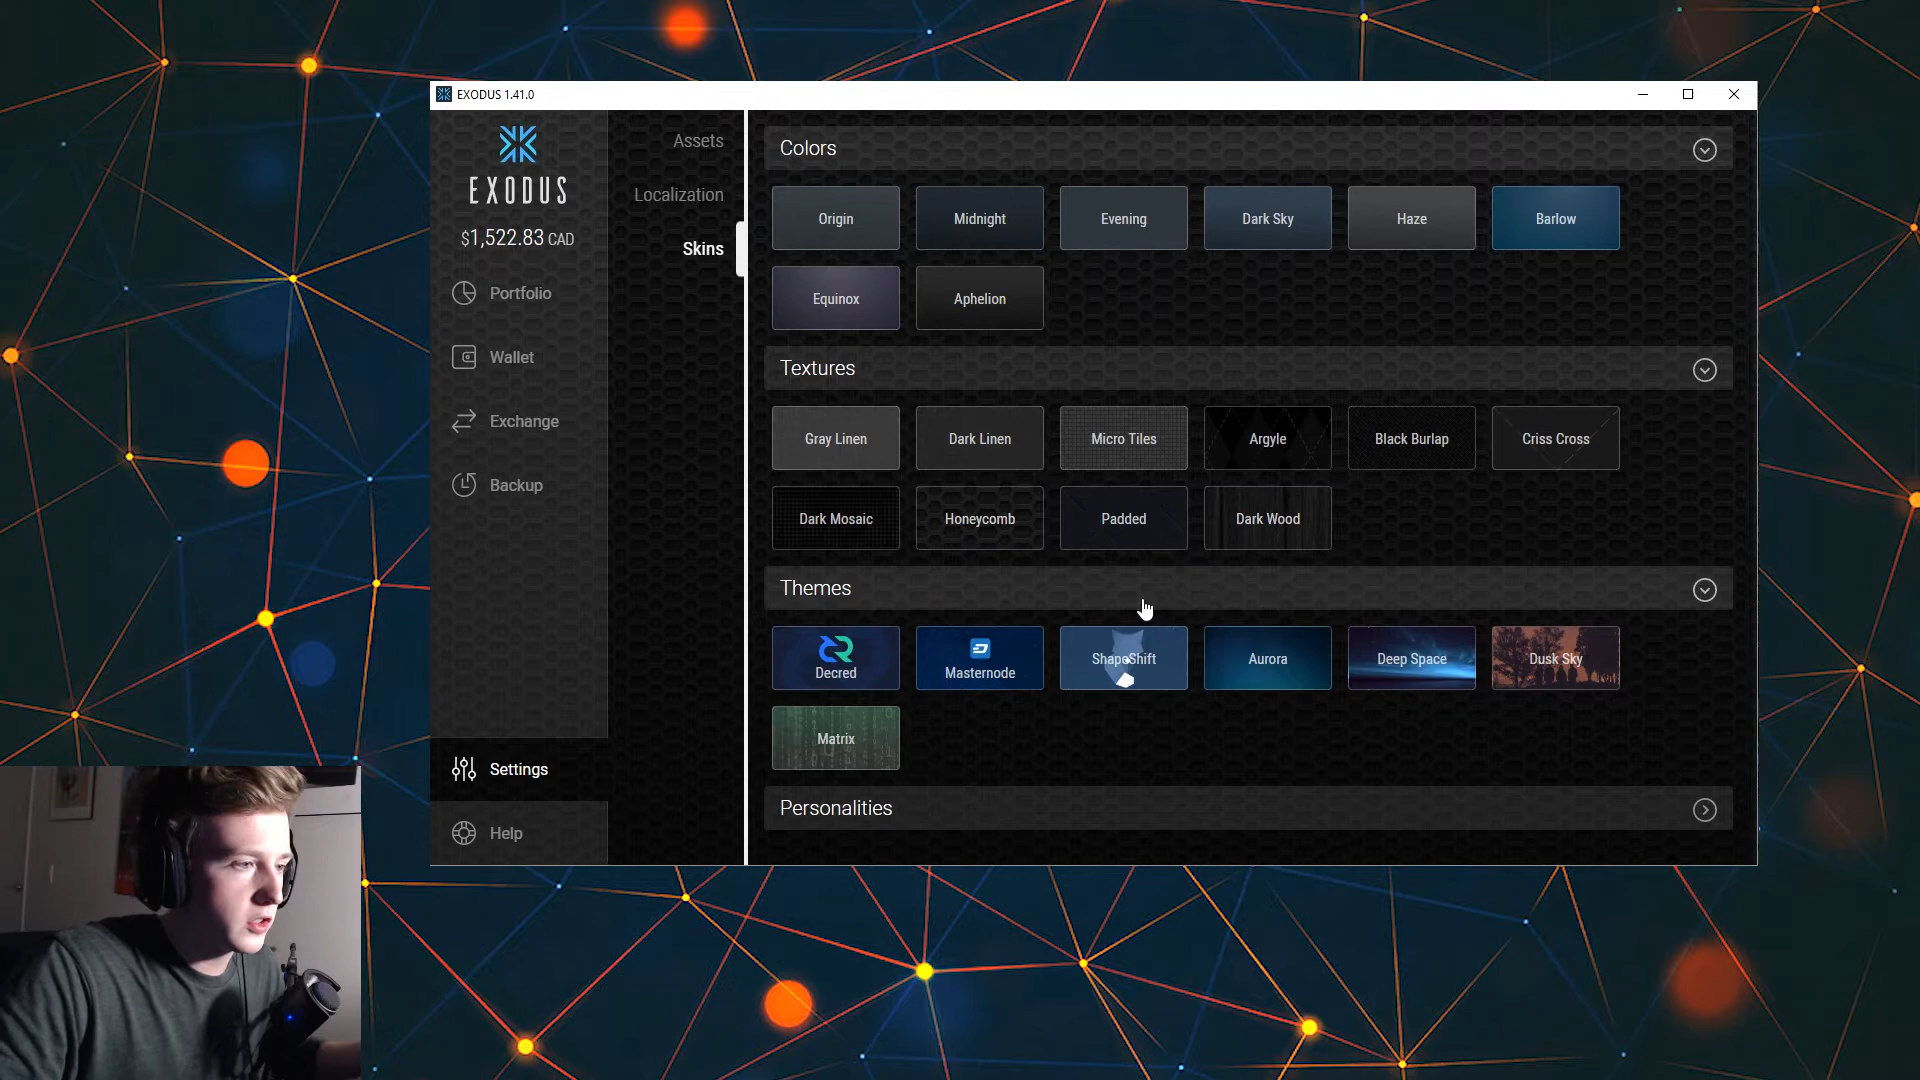 EXODUS 1.41.0
EXODUS
$1,522.83 CAD
Portfolio
Wallet
Exchange
Backup
Settings
Help
Assets
Localization
Skins
Colors
Origin
Midnight
Evening
Dark Sky
Haze
Barlow
Equinox
Aphelion
Textures
Gray Linen
Dark Linen
Micro Tiles
Argyle
Black Burlap
Criss Cross
Dark Mosaic
Honeycomb
Padded
Dark Wood
Themes
Decred
Masternode
ShapeShift
Aurora
Deep Space
Dusk Sky
Matrix
Personalities